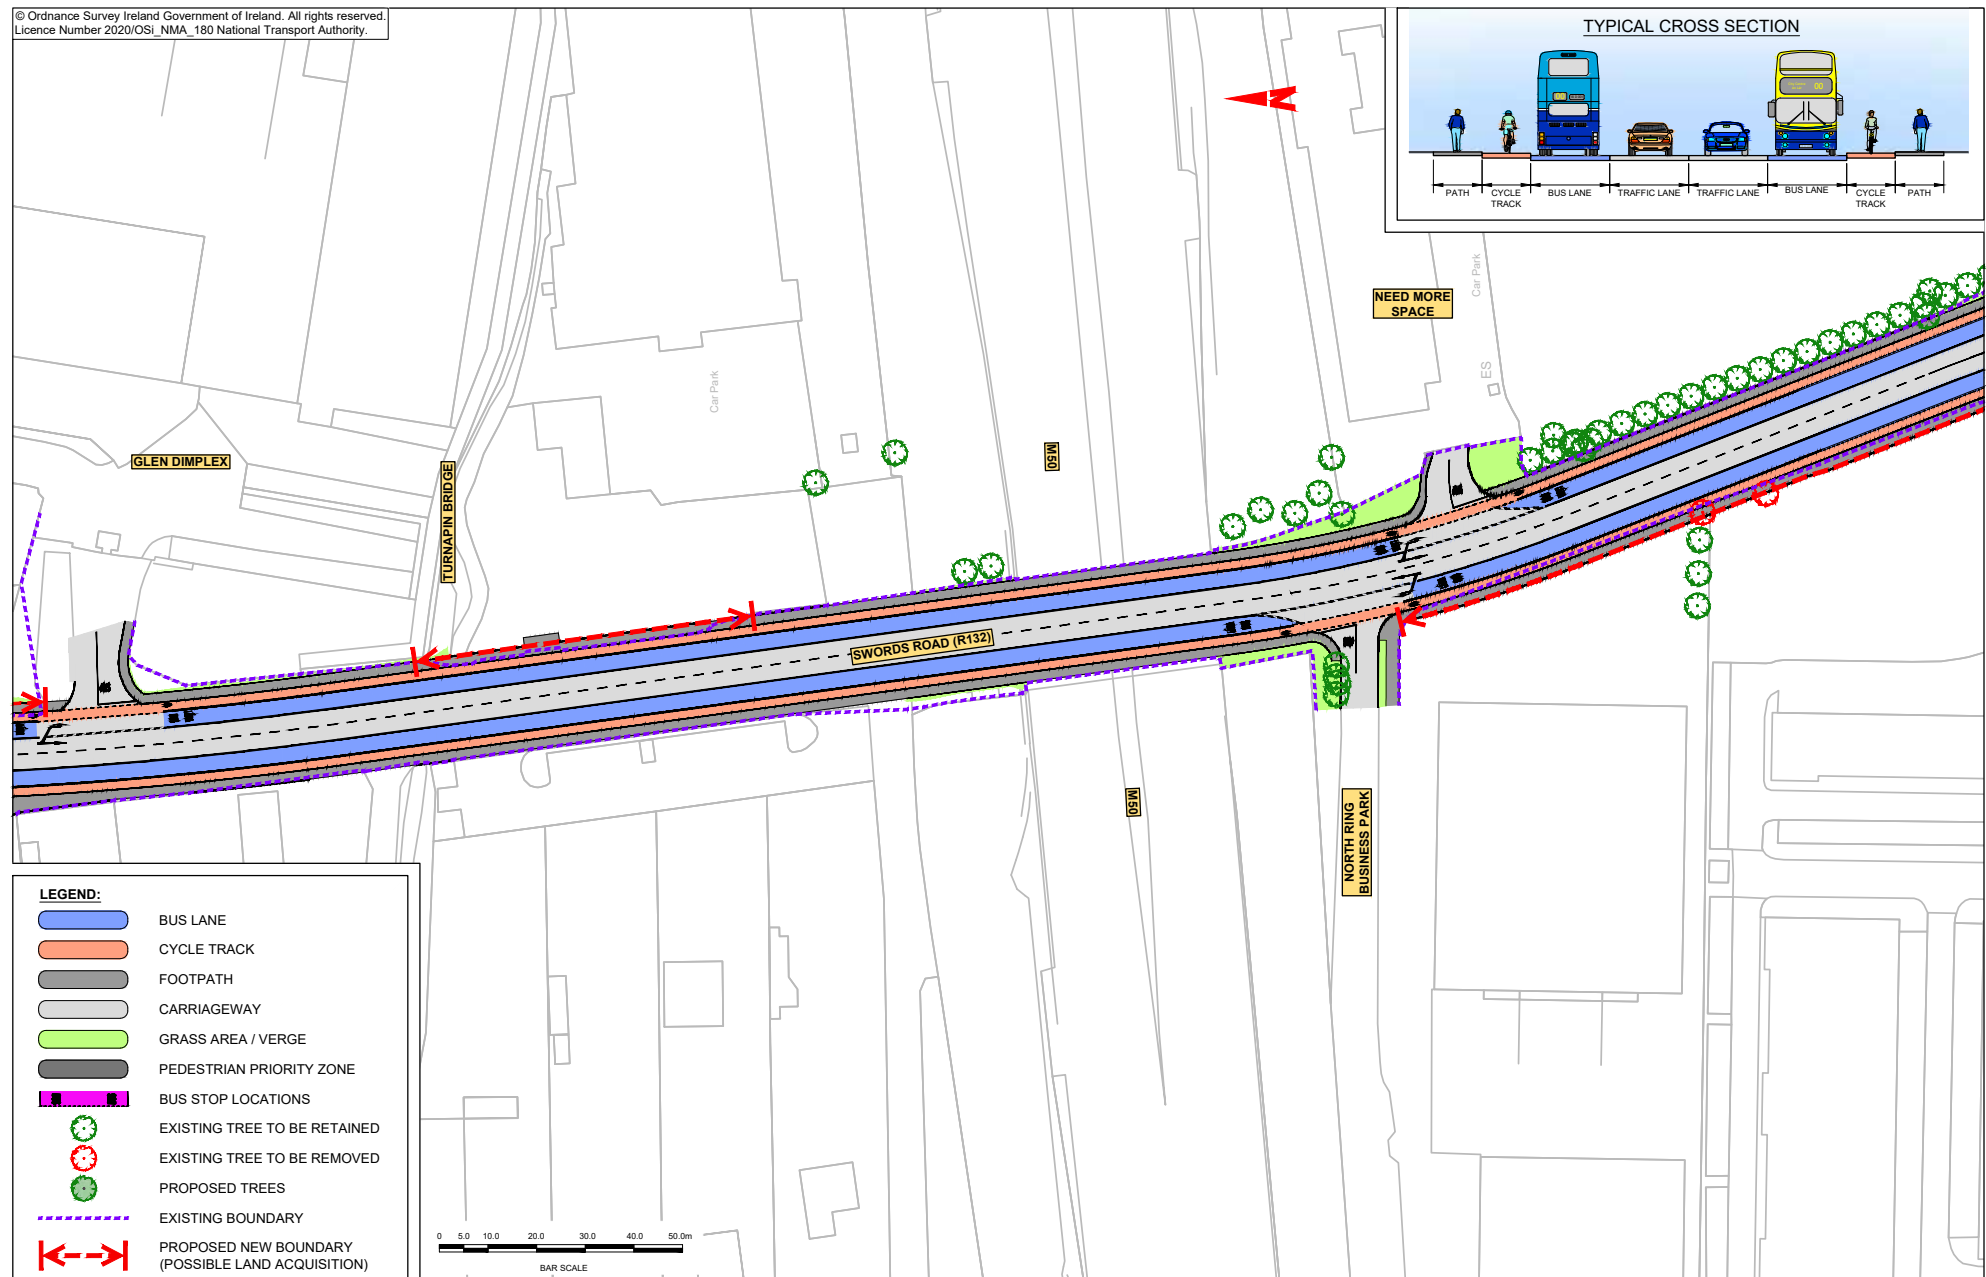 © Ordnance Survey Ireland Government of Ireland. All rights reserved.
Licence Number 2020/OSi_NMA_180 National Transport Authority.
TYPICAL CROSS SECTION
00
00
PATH
CYCLE
TRACK
BUS LANE
TRAFFIC LANE
TRAFFIC LANE
BUS LANE
CYCLE
TRACK
PATH
N
NEED MORE
SPACE
Car Park
ES
Car Park
GLEN DIMPLEX
TURNAPIN BRIDGE
M50
SWORDS ROAD (R132)
M50
NORTH RING
BUSINESS PARK
LEGEND:
BUS LANE
CYCLE TRACK
FOOTPATH
CARRIAGEWAY
GRASS AREA / VERGE
PEDESTRIAN PRIORITY ZONE
BUS STOP LOCATIONS
EXISTING TREE TO BE RETAINED
EXISTING TREE TO BE REMOVED
PROPOSED TREES
EXISTING BOUNDARY
PROPOSED NEW BOUNDARY
(POSSIBLE LAND ACQUISITION)
0 5.0 10.0 20.0 30.0 40.0 50.0m
BAR SCALE